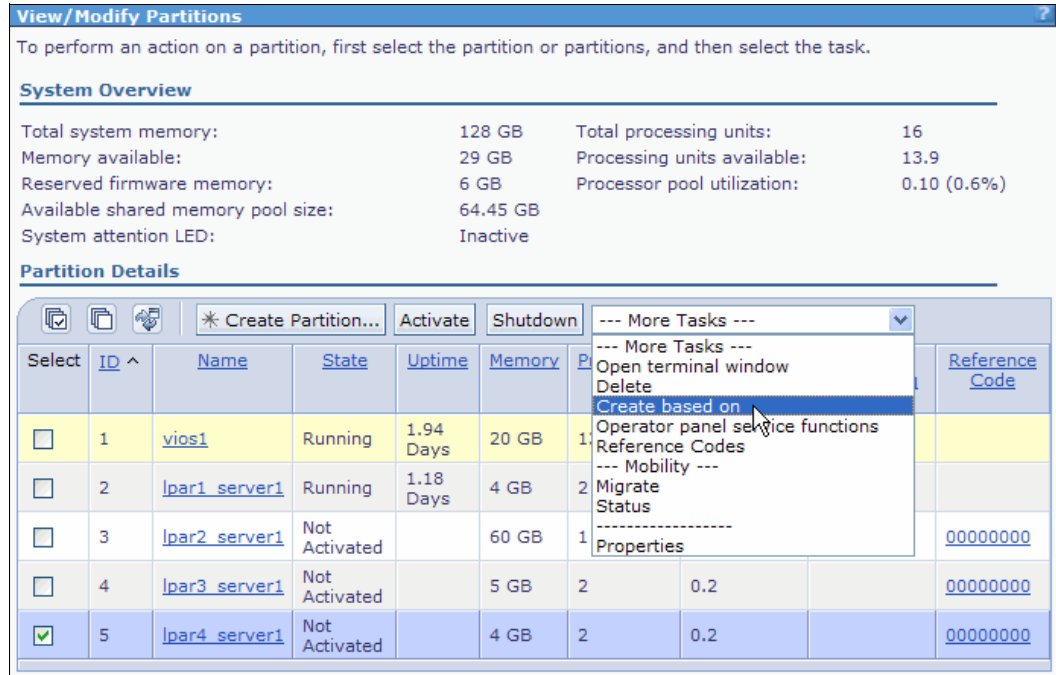 View/Modify Partitions ?
To perform an action on a partition, first select the partition or partitions, and then select the task.
System Overview
Total system memory: 128 GB Total processing units: 16
Memory available: 29 GB Processing units available: 13.9
Reserved firmware memory: 6 GB Processor pool utilization: 0.10 (0.6%)
Available shared memory pool size: 64.45 GB
System attention LED: Inactive
Partition Details
Create Partition... Activate Shutdown --- More Tasks ---
--- More Tasks ---
Open terminal window
Delete
Create based on
Operator panel service functions
Reference Codes
--- Mobility ---
Migrate
Status
------------------
Properties
Select ID ^ Name State Uptime Memory Reference Code
1 vios1 Running 1.94 Days 20 GB
2 lpar1_server1 Running 1.18 Days 4 GB 2
3 lpar2_server1 Not Activated 60 GB 1 00000000
4 lpar3_server1 Not Activated 5 GB 2 0.2 00000000
5 lpar4_server1 Not Activated 4 GB 2 0.2 00000000